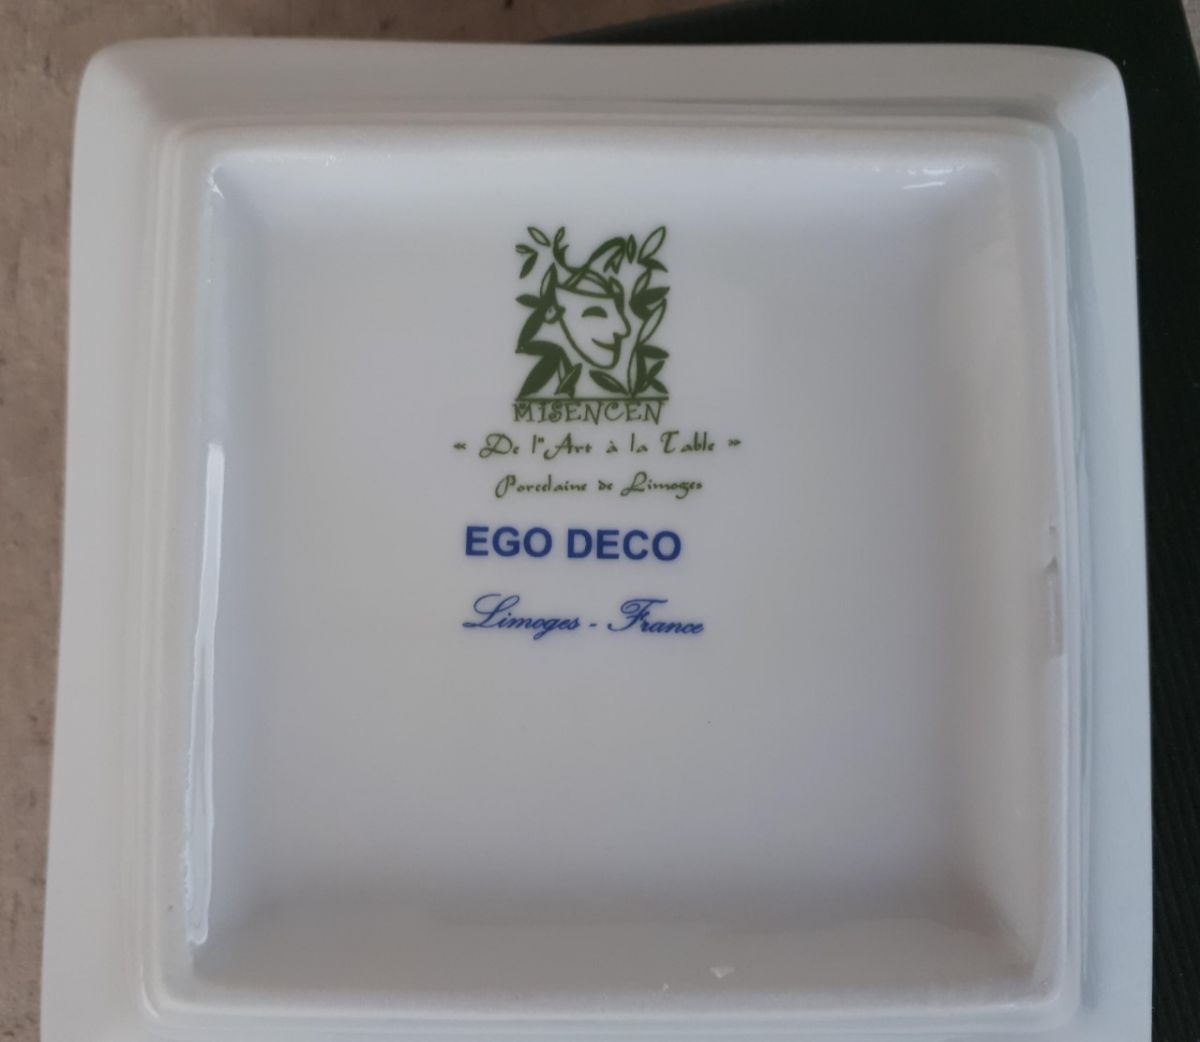 MISENCEN
« De l"Art à la Table »
Porcelaine de Limoges
EGO DECO
Limoges - France